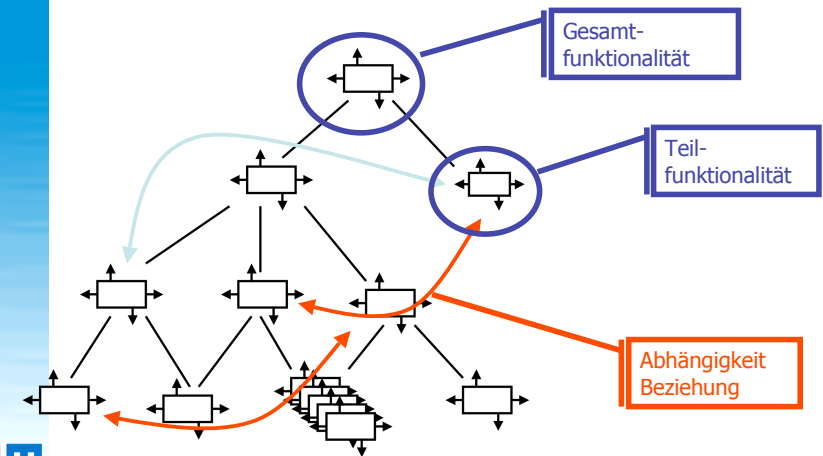 Gesamt-
funktionalität
Teil-
funktionalität
Abhängigkeit
Beziehung